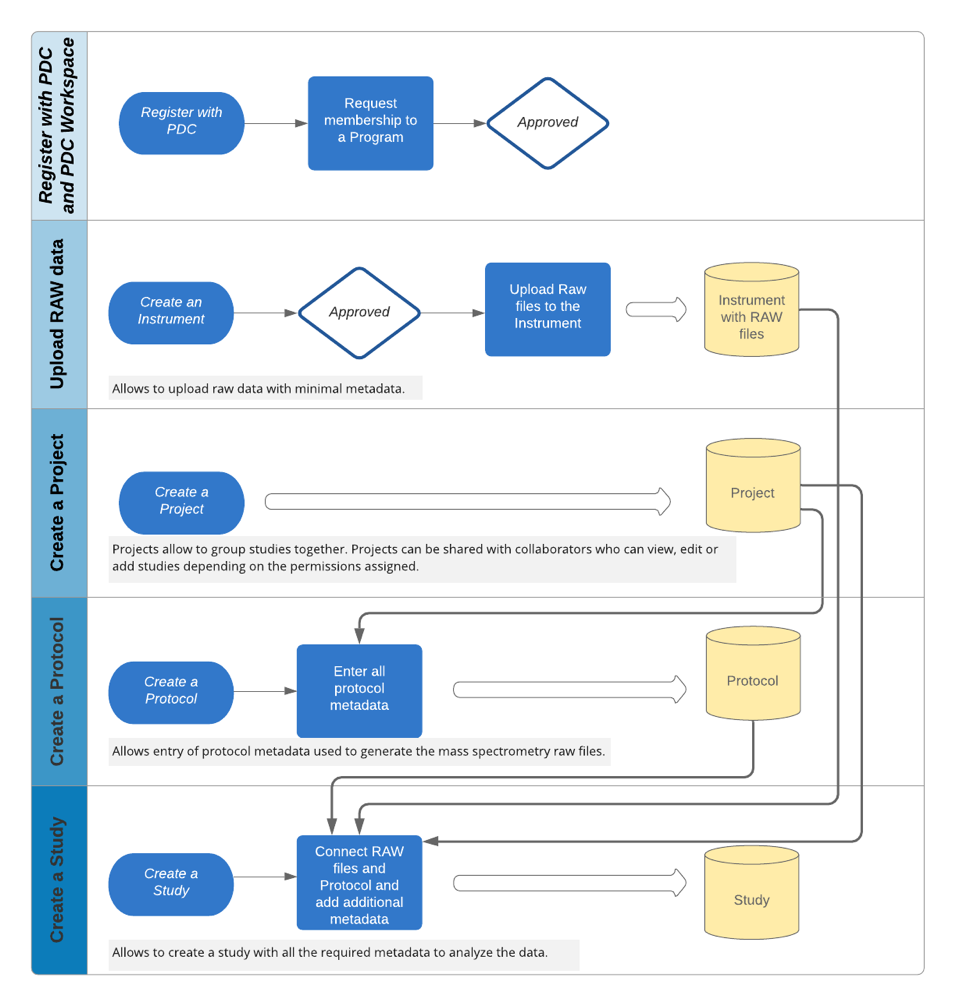 Register with PDC
and PDC Workspace
Register with
PDC
Request
membership to
a Program
Approved
Upload RAW data
Create an
Instrument
Approved
Upload Raw
files to the
Instrument
Instrument
with RAW
files
Allows to upload raw data with minimal metadata.
Create a Project
Create a
Project
Project
Projects allow to group studies together. Projects can be shared with collaborators who can view, edit or
add studies depending on the permissions assigned.
Create a Protocol
Create a
Protocol
Enter all
protocol
metadata
Protocol
Allows entry of protocol metadata used to generate the mass spectrometry raw files.
Create a Study
Create a
Study
Connect RAW
files and
Protocol and
add additional
metadata
Study
Allows to create a study with all the required metadata to analyze the data.